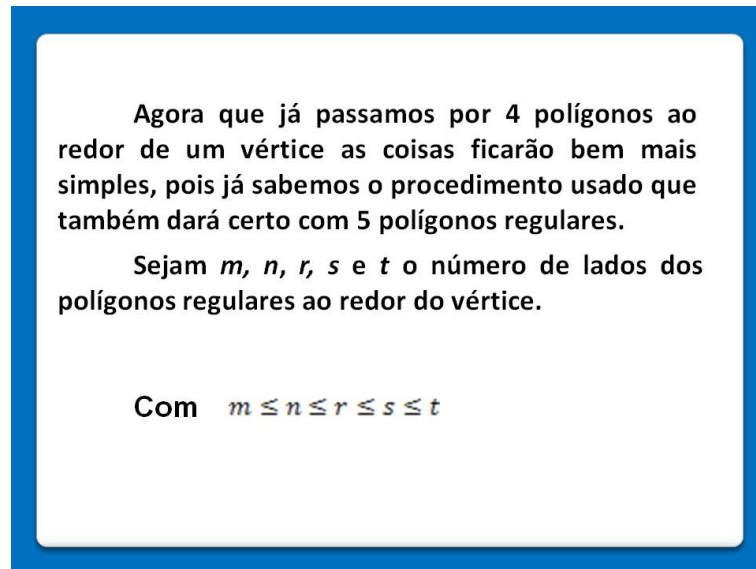 Agora que já passamos por 4 polígonos ao
redor de um vértice as coisas ficarão bem mais
simples, pois já sabemos o procedimento usado que
também dará certo com 5 polígonos regulares.
Sejam m, n, r, s e t o número de lados dos
polígonos regulares ao redor do vértice.
Com m ≤ n ≤ r ≤ s ≤ t